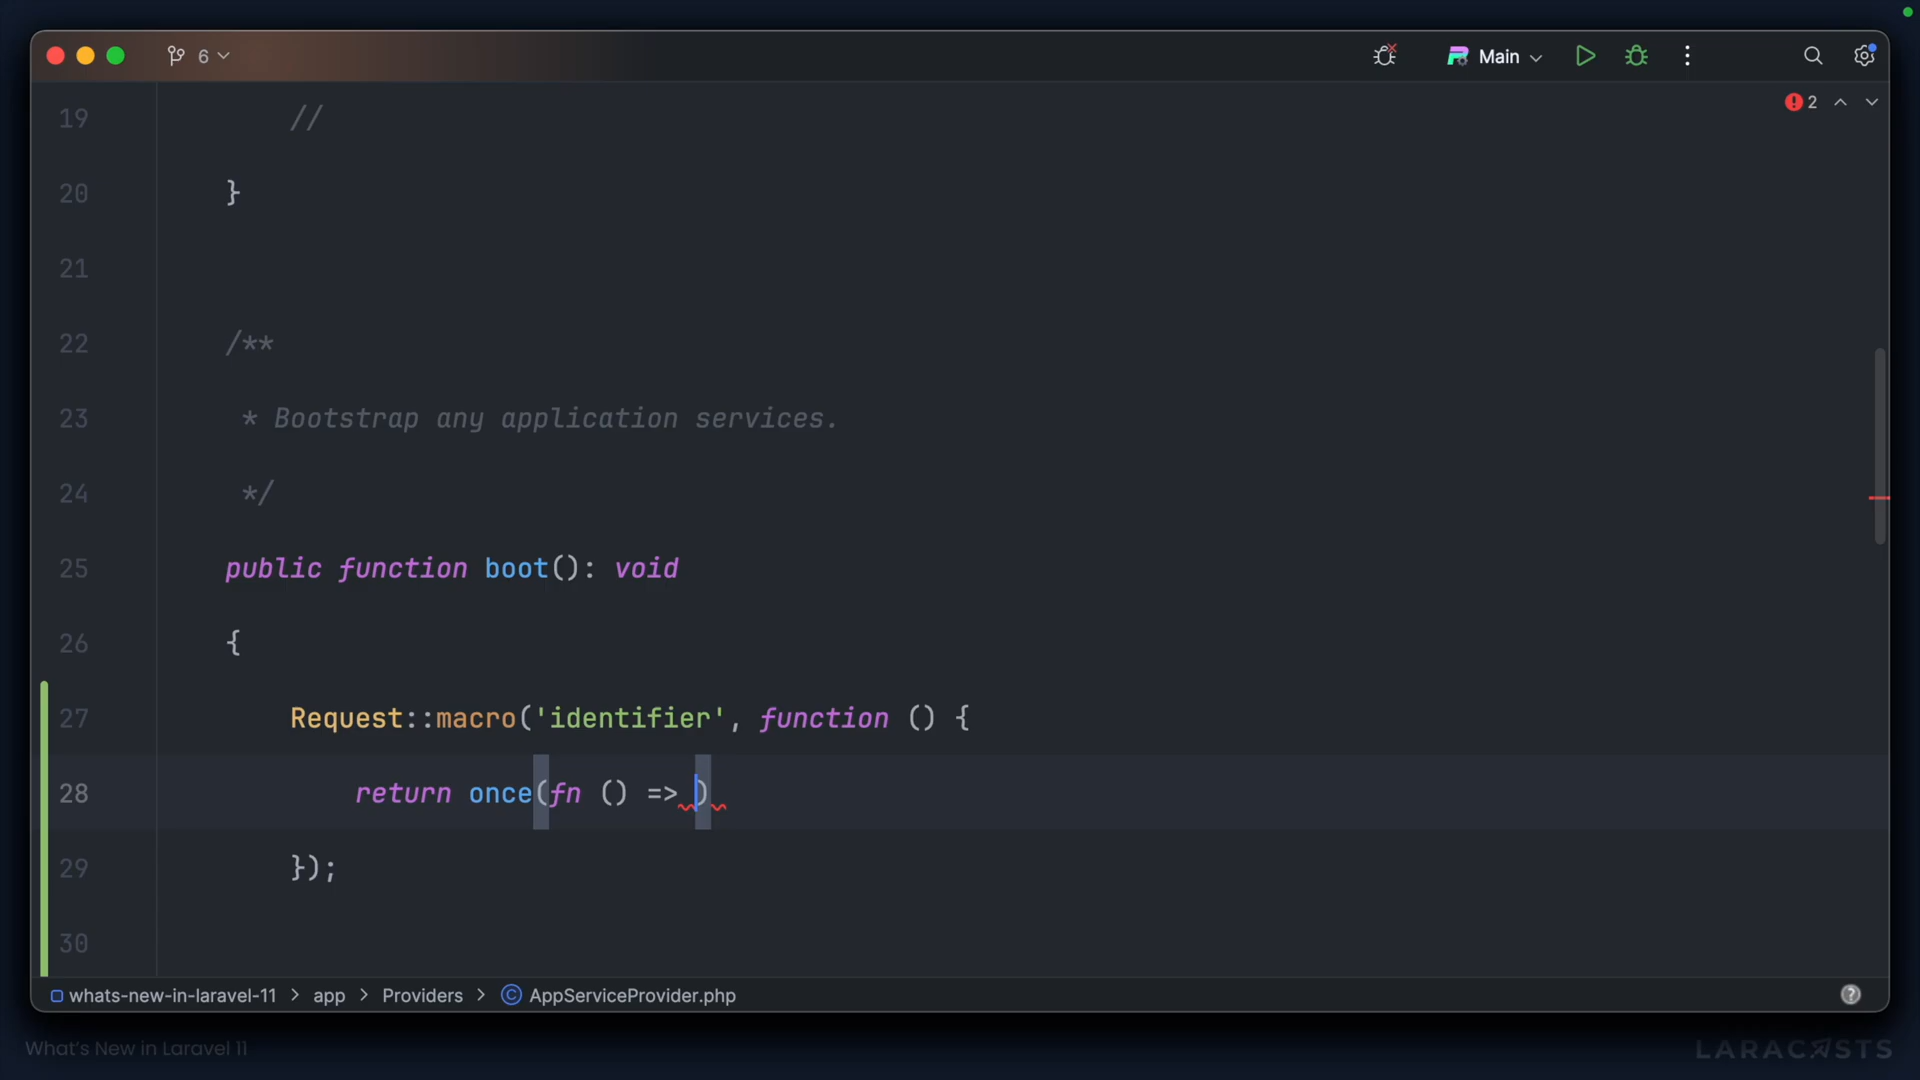 6
Main
2
19 //
20 }
21
22 /**
23 * Bootstrap any application services.
24 */
25 public function boot(): void
26 {
27 Request::macro('identifier', function () {
28 return once(fn () => )
29 });
30
whats-new-in-laravel-11 > app > Providers > AppServiceProvider.php
What's New in Laravel 11
LARACASTS